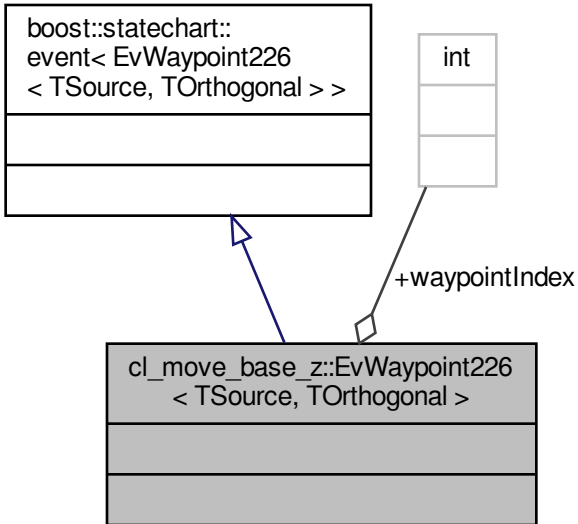 boost::statechart::
event< EvWaypoint226
< TSource, TOrthogonal > >
int
+waypointIndex
cl_move_base_z::EvWaypoint226
< TSource, TOrthogonal >